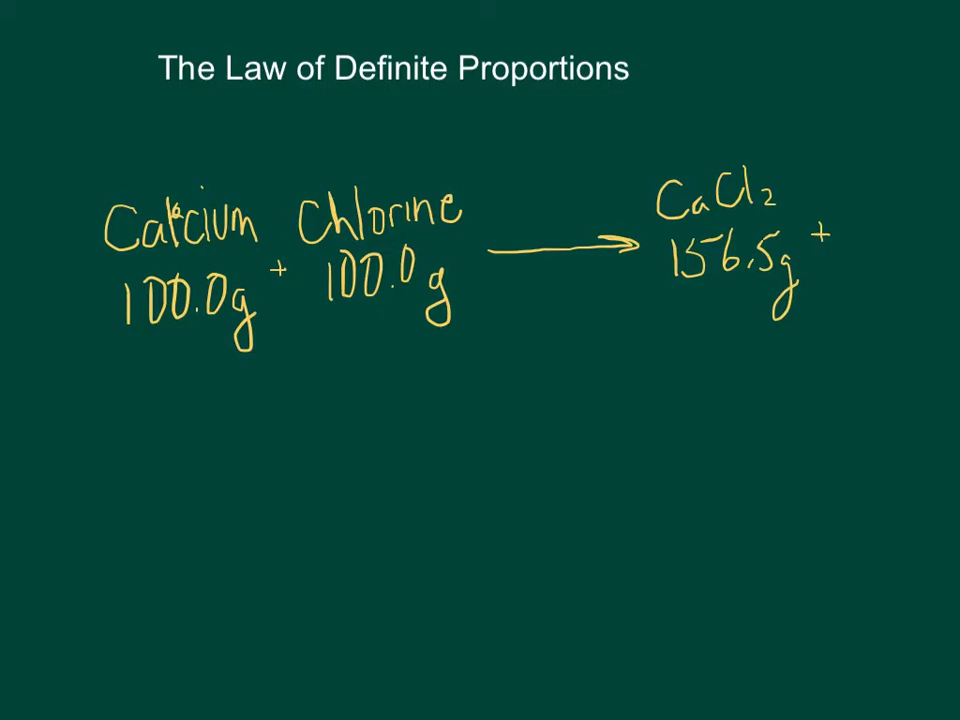 The Law of Definite Proportions
Calcium Chlorine CaCl2
100.0g + 100.0g → 156.5g +